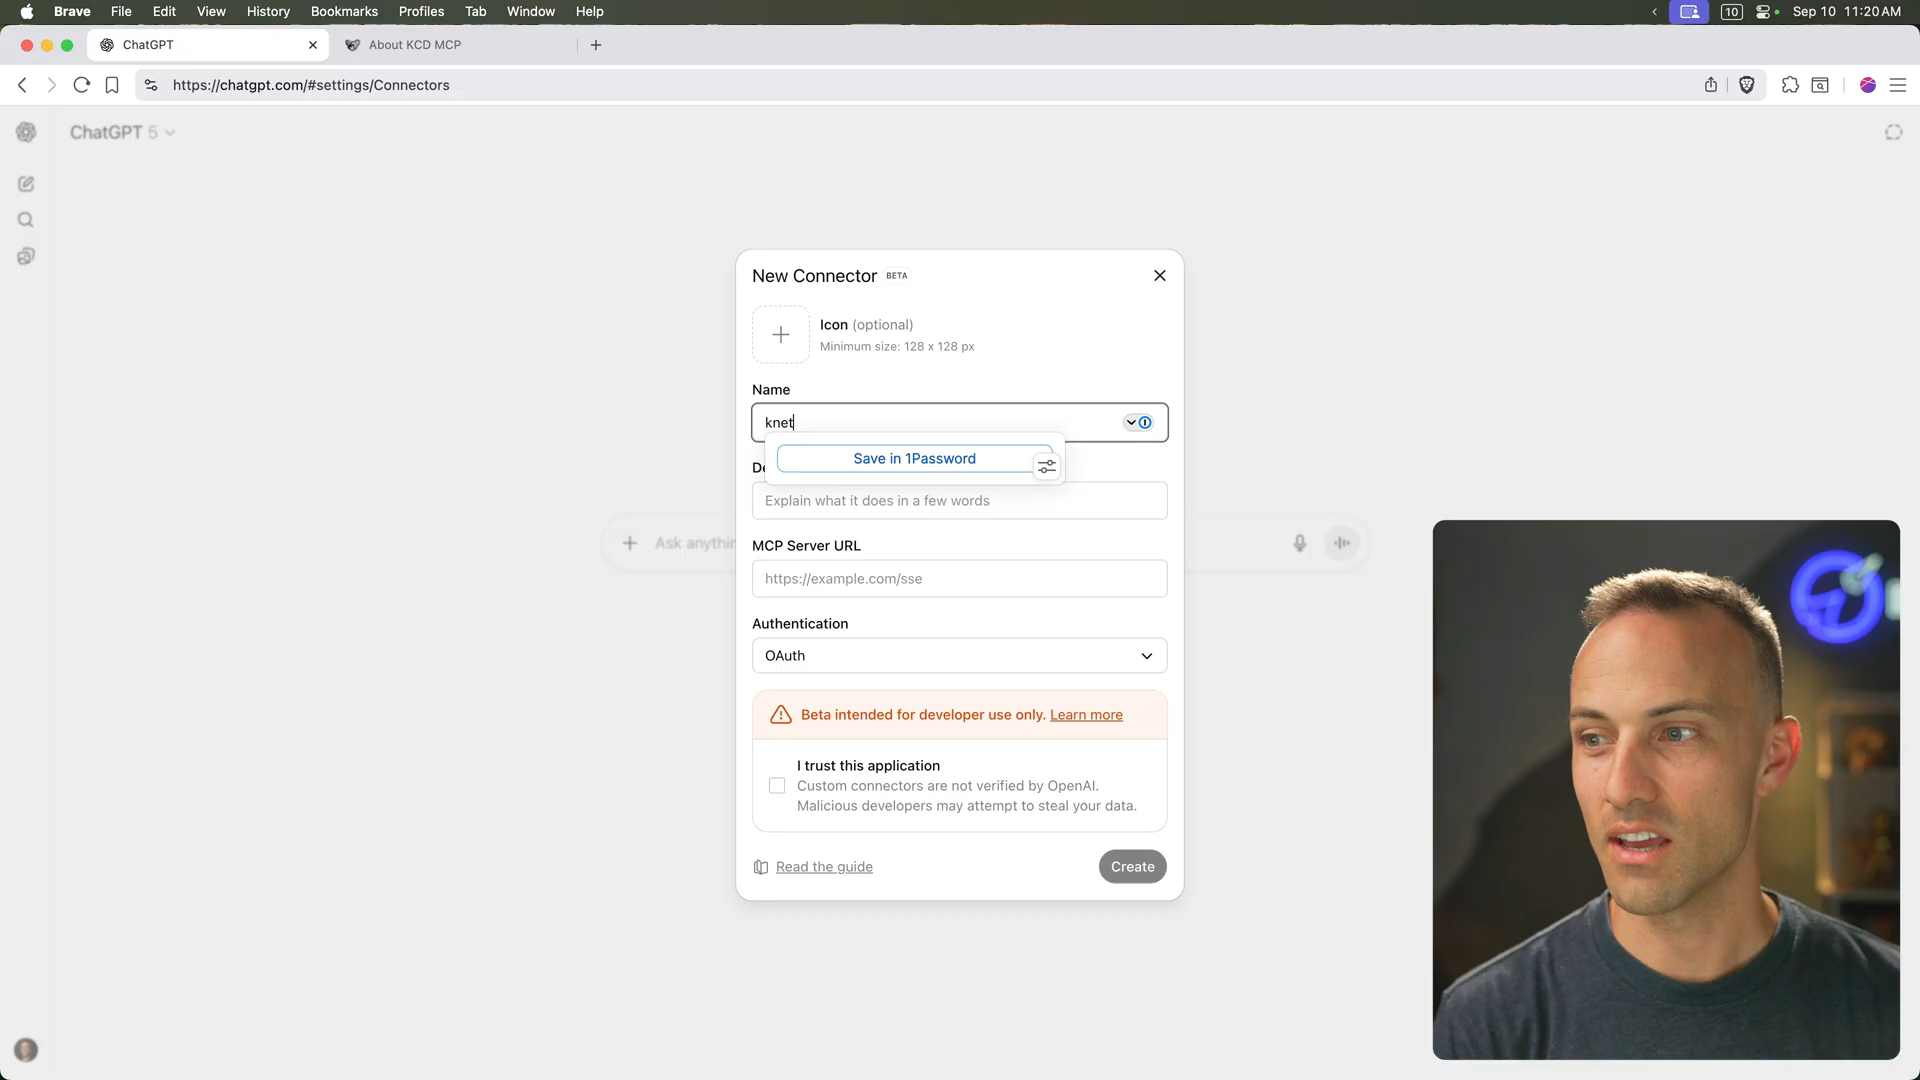 Brave File Edit View History Bookmarks Profiles Tab Window Help
10 Sep 10 11:20 AM
ChatGPT
About KCD MCP
https://chatgpt.com/#settings/Connectors
ChatGPT 5
New Connector BETA
Icon (optional)
Minimum size: 128 x 128 px
Name
knet
Save in 1Password
De
Explain what it does in a few words
Ask anythin
MCP Server URL
https://example.com/sse
Authentication
OAuth
Beta intended for developer use only. Learn more
I trust this application
Custom connectors are not verified by OpenAI.
Malicious developers may attempt to steal your data.
Read the guide
Create